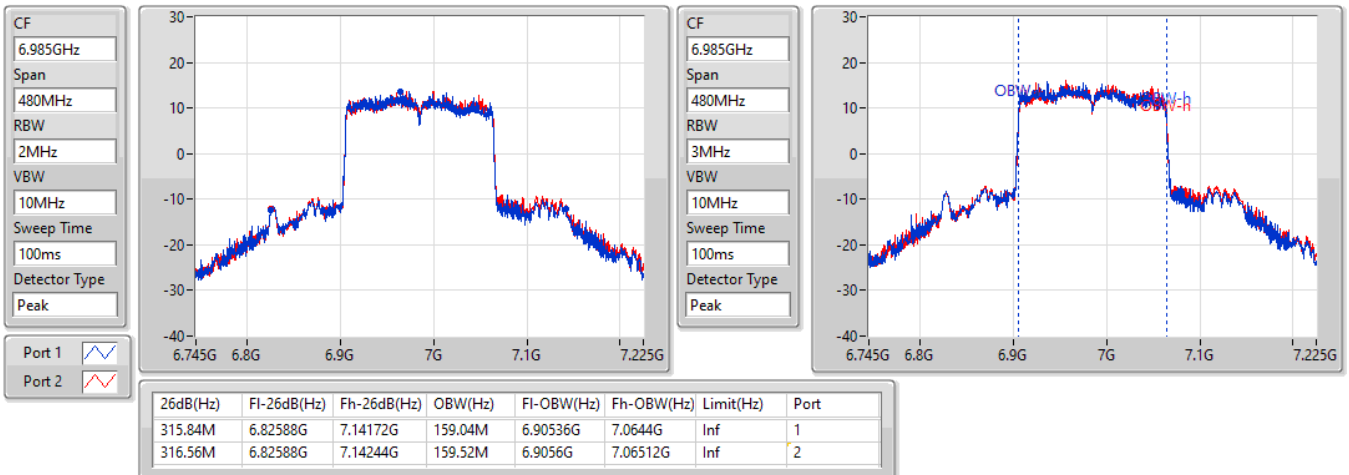 CF
6.985GHz
Span
480MHz
RBW
2MHz
VBW
10MHz
Sweep Time
100ms
Detector Type
Peak
Port 1
Port 2
30
20
10
0
-10
-20
-30
-40
6.745G 6.8G 6.9G 7G 7.1G 7.225G
CF
6.985GHz
Span
480MHz
RBW
3MHz
VBW
10MHz
Sweep Time
100ms
Detector Type
Peak
30
20
10
0
-10
-20
-30
-40
OBW-h
OBW-h
6.745G 6.8G 6.9G 7G 7.1G 7.225G
26dB(Hz) Fl-26dB(Hz) Fh-26dB(Hz) OBW(Hz) Fl-OBW(Hz) Fh-OBW(Hz) Limit(Hz) Port
315.84M 6.82588G 7.14172G 159.04M 6.90536G 7.0644G Inf 1
316.56M 6.82588G 7.14244G 159.52M 6.9056G 7.06512G Inf 2